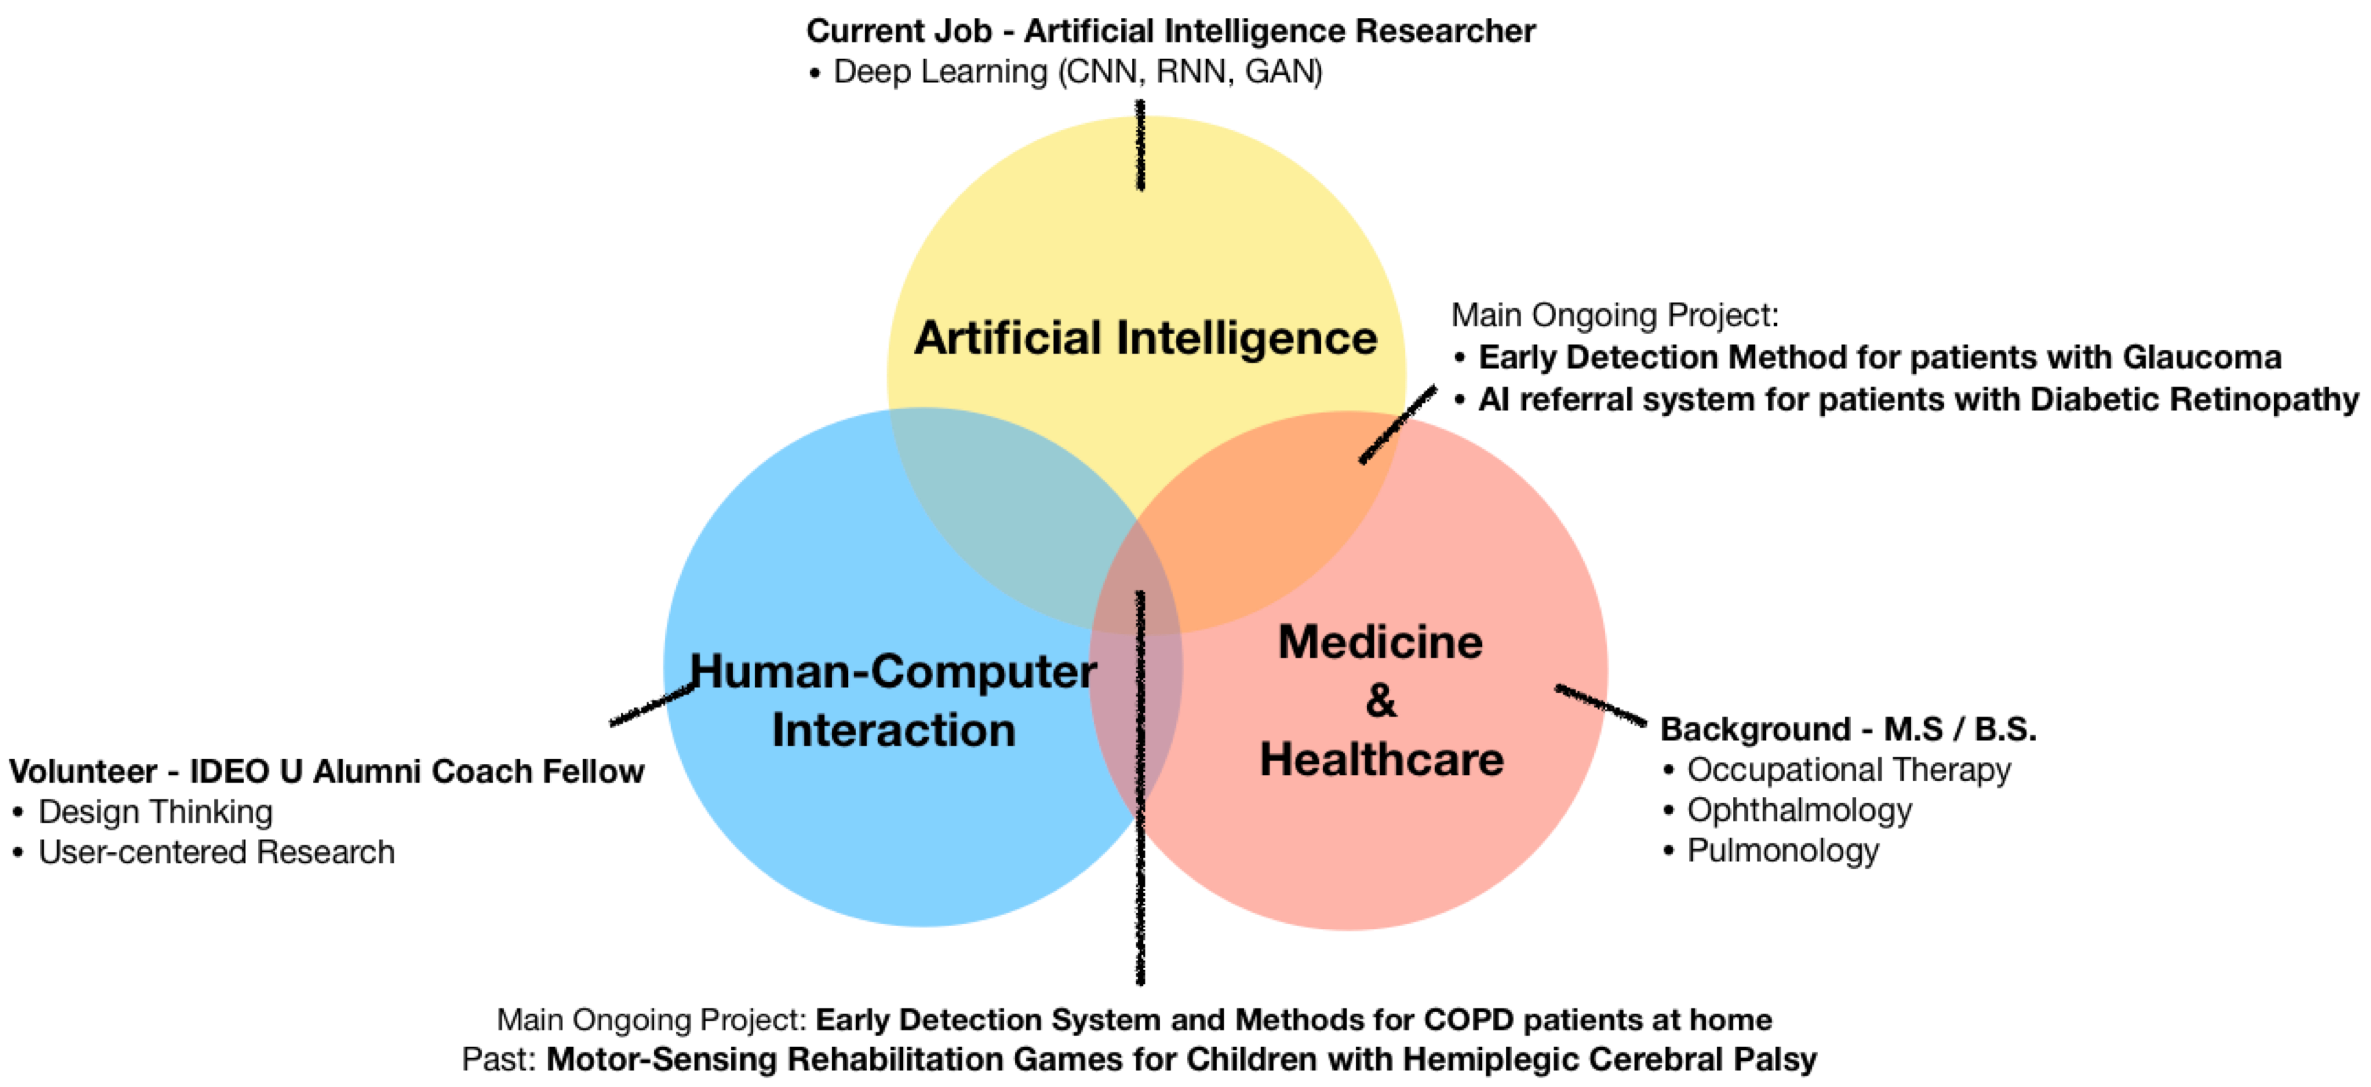 Current Job - Artificial Intelligence Researcher
• Deep Learning (CNN, RNN, GAN)
Artificial Intelligence
Main Ongoing Project:
• Early Detection Method for patients with Glaucoma
• AI referral system for patients with Diabetic Retinopathy
Human-Computer
Interaction
Medicine
&
Healthcare
Volunteer - IDEO U Alumni Coach Fellow
• Design Thinking
• User-centered Research
Background - M.S / B.S.
• Occupational Therapy
• Ophthalmology
• Pulmonology
Main Ongoing Project: Early Detection System and Methods for COPD patients at home
Past: Motor-Sensing Rehabilitation Games for Children with Hemiplegic Cerebral Palsy